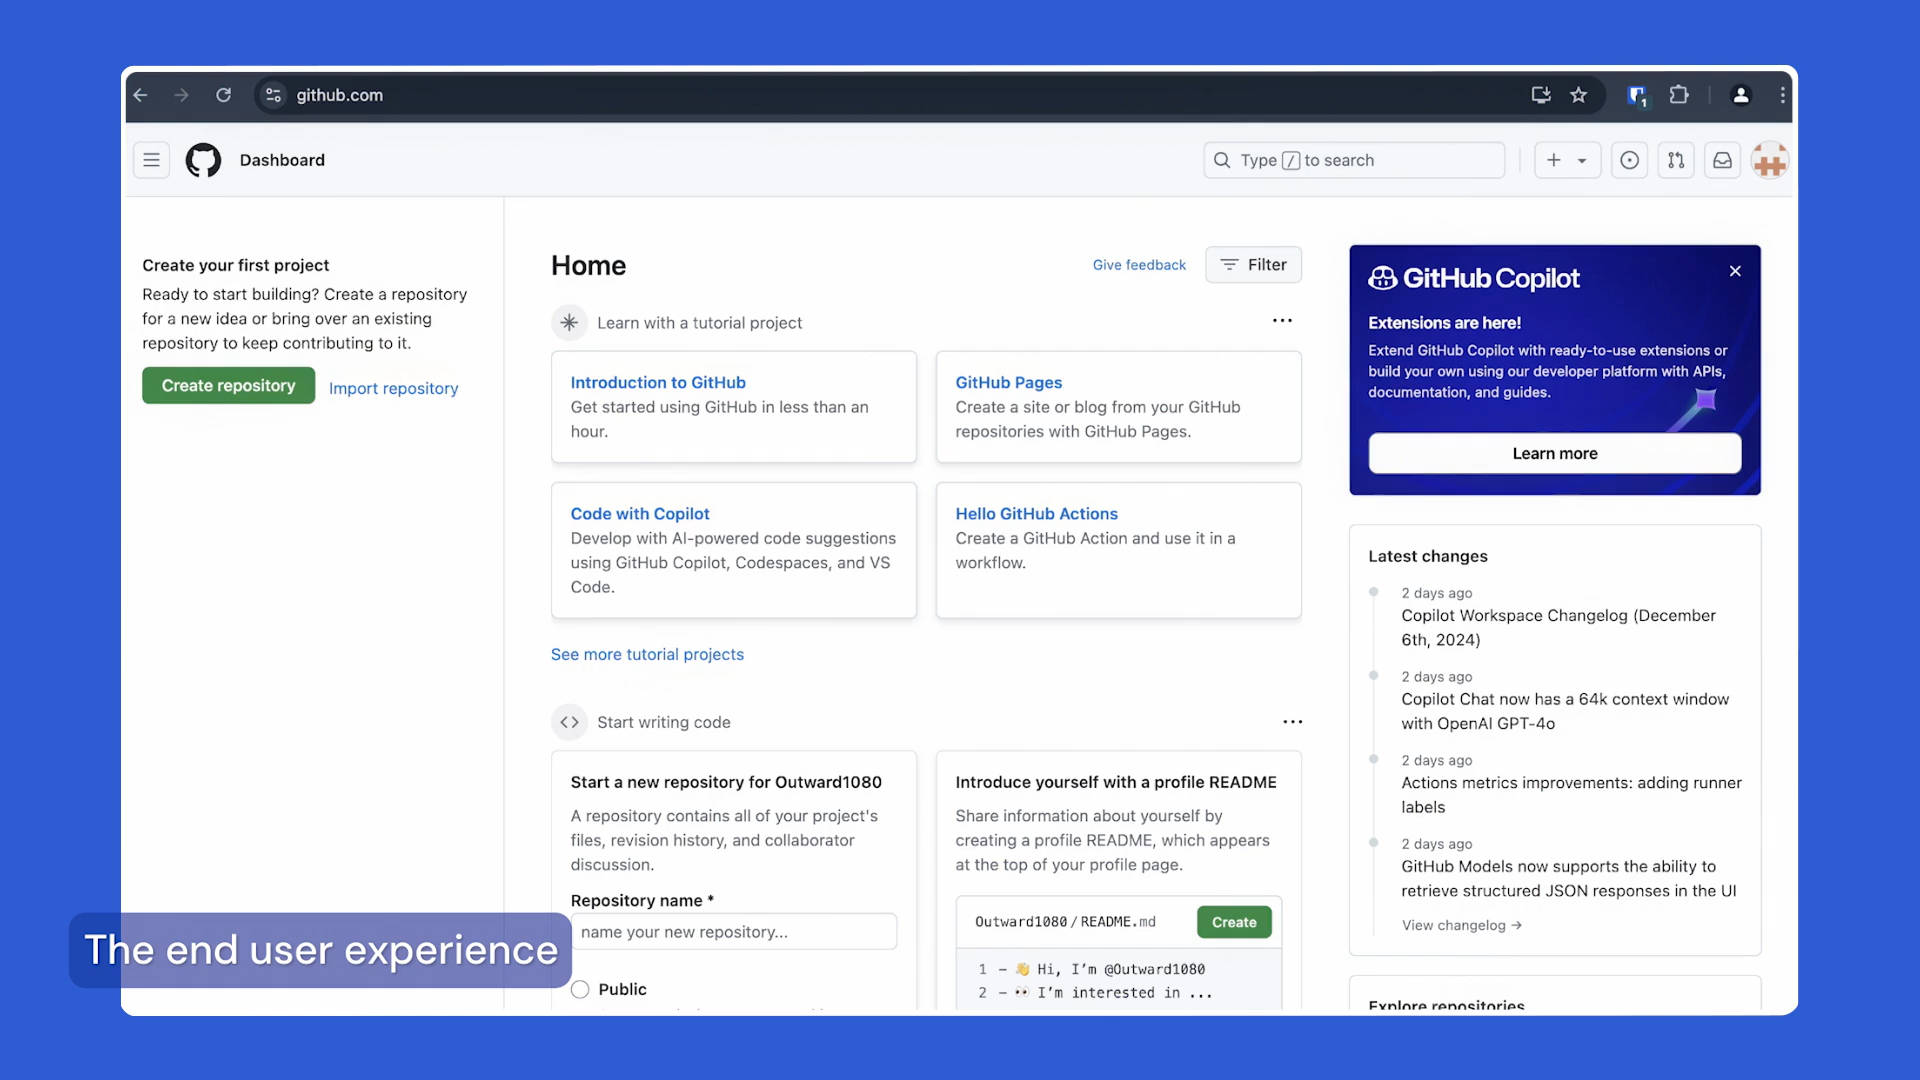 github.com
1
Dashboard
Type / to search
Create your first project
Ready to start building? Create a repository
for a new idea or bring over an existing
repository to keep contributing to it.
Create repository
Import repository
Home
Give feedback
Filter
Learn with a tutorial project
Introduction to GitHub
Get started using GitHub in less than an
hour.
GitHub Pages
Create a site or blog from your GitHub
repositories with GitHub Pages.
Code with Copilot
Develop with AI-powered code suggestions
using GitHub Copilot, Codespaces, and VS
Code.
Hello GitHub Actions
Create a GitHub Action and use it in a
workflow.
See more tutorial projects
Start writing code
Start a new repository for Outward1080
A repository contains all of your project's
files, revision history, and collaborator
discussion.
Repository name *
name your new repository...
Public
Introduce yourself with a profile README
Share information about yourself by
creating a profile README, which appears
at the top of your profile page.
Outward1080/README.md
Create
1 - 👋 Hi, I’m @Outward1080
2 - 👀 I’m interested in ...
GitHub Copilot
Extensions are here!
Extend GitHub Copilot with ready-to-use extensions or
build your own using our developer platform with APIs,
documentation, and guides.
Learn more
Latest changes
2 days ago
Copilot Workspace Changelog (December
6th, 2024)
2 days ago
Copilot Chat now has a 64k context window
with OpenAI GPT-4o
2 days ago
Actions metrics improvements: adding runner
labels
2 days ago
GitHub Models now supports the ability to
retrieve structured JSON responses in the UI
View changelog →
Explore repositories
The end user experience